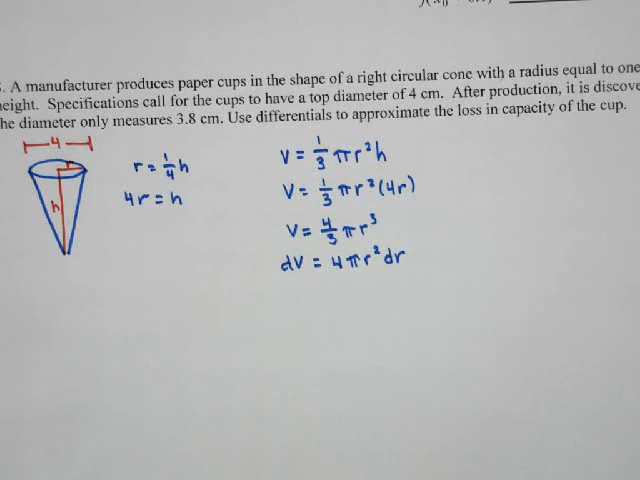 . A manufacturer produces paper cups in the shape of a right circular cone with a radius equal to one
height. Specifications call for the cups to have a top diameter of 4 cm. After production, it is discove
he diameter only measures 3.8 cm. Use differentials to approximate the loss in capacity of the cup.
4
r
h
r = 1/4 h
4r = h
V = 1/3 πr²h
V = 1/3 πr²(4r)
V = 4/3 πr³
dV = 4πr²dr